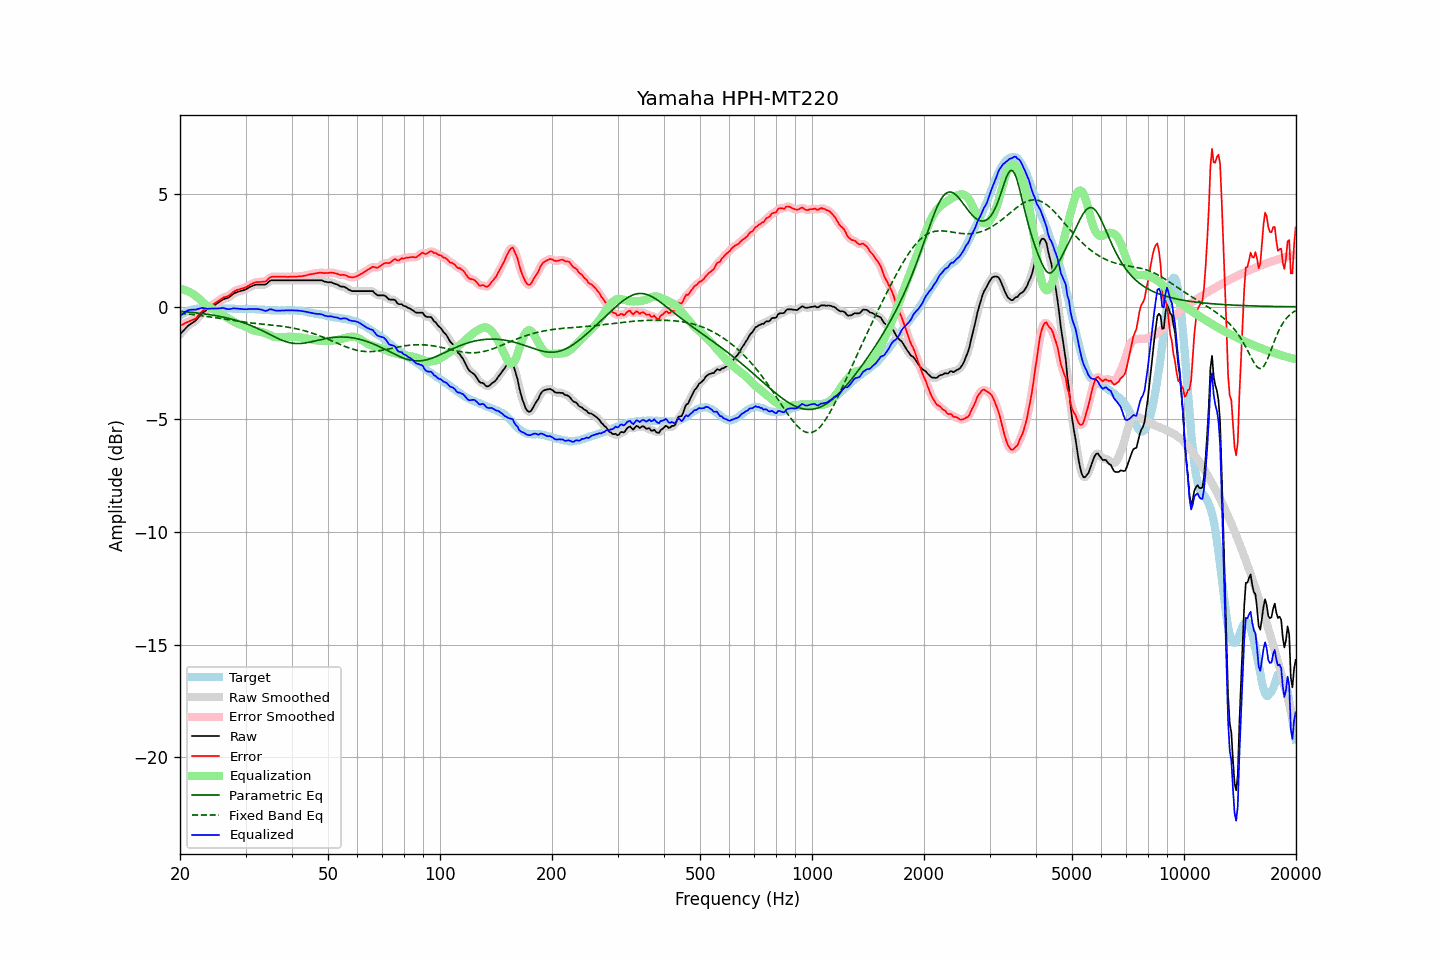 Yamaha HPH-MT220
Amplitude (dBr)
5
0
−5
−10
−15
−20
Target
Raw Smoothed
Error Smoothed
Raw
Error
Equalization
Parametric Eq
Fixed Band Eq
Equalized
20 50 100 200 500 1000 2000 5000 10000 20000
Frequency (Hz)